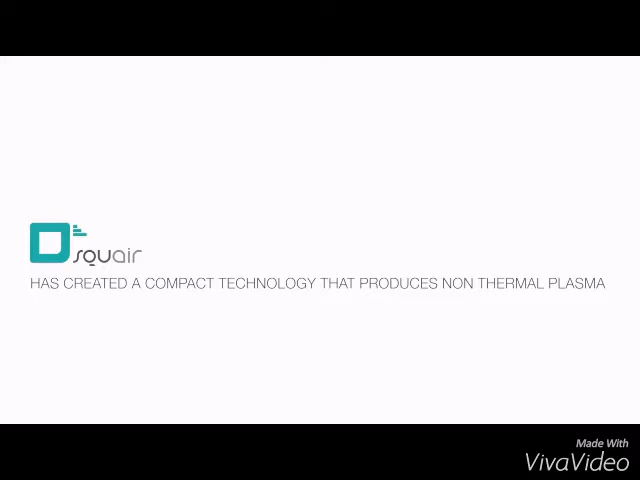 squair
HAS CREATED A COMPACT TECHNOLOGY THAT PRODUCES NON THERMAL PLASMA
Made With
VivaVideo